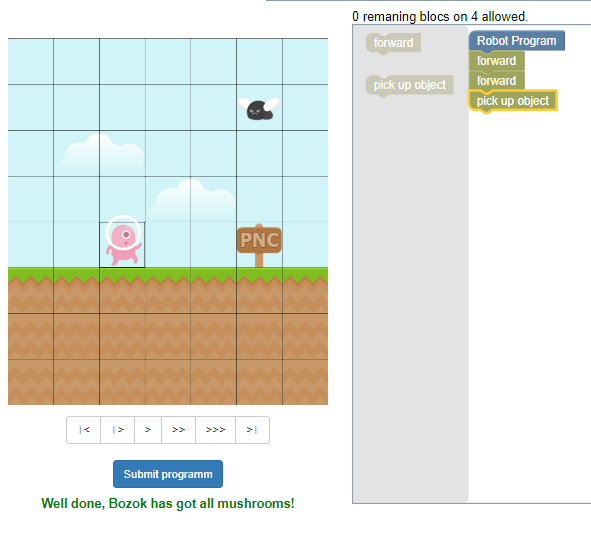 0 remaning blocs on 4 allowed.
forward
pick up object
Robot Program
forward
forward
pick up object
PNC
|< |> > >> >>> >|
Submit programm
Well done, Bozok has got all mushrooms!